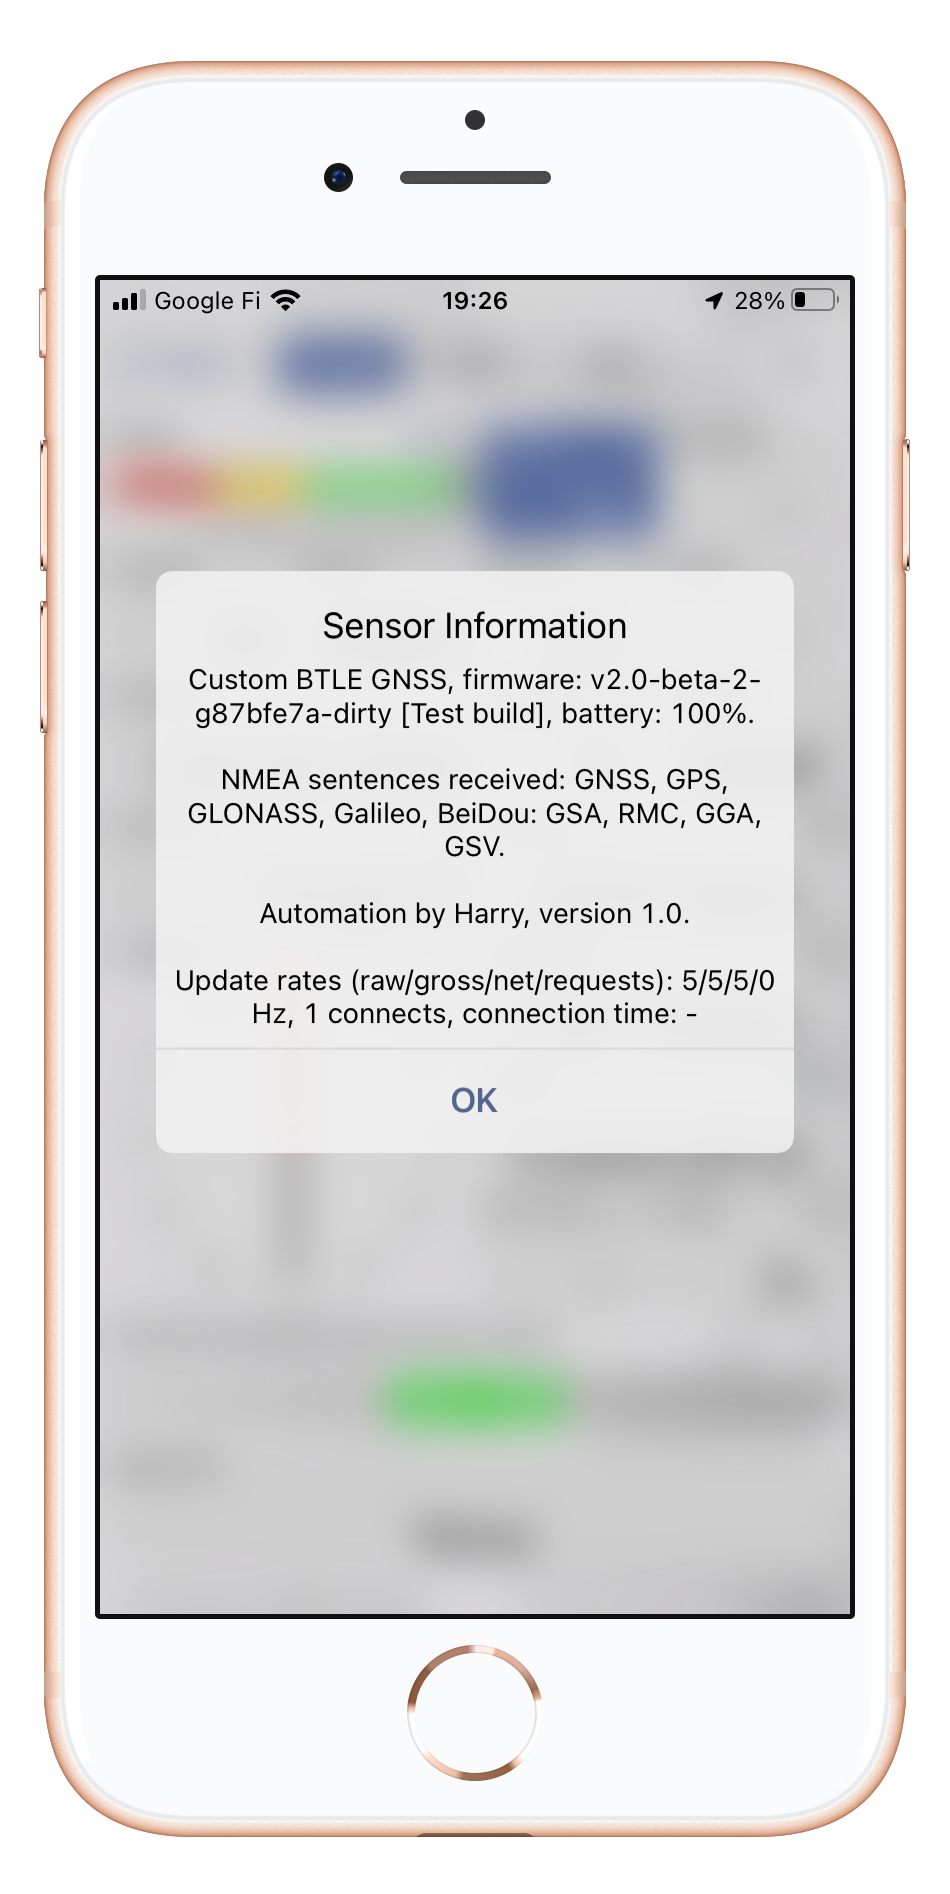 Google Fi
19:26
28%
Sensor Information
Custom BTLE GNSS, firmware: v2.0-beta-2-
g87bfe7a-dirty [Test build], battery: 100%.
NMEA sentences received: GNSS, GPS,
GLONASS, Galileo, BeiDou: GSA, RMC, GGA,
GSV.
Automation by Harry, version 1.0.
Update rates (raw/gross/net/requests): 5/5/5/0
Hz, 1 connects, connection time: -
OK